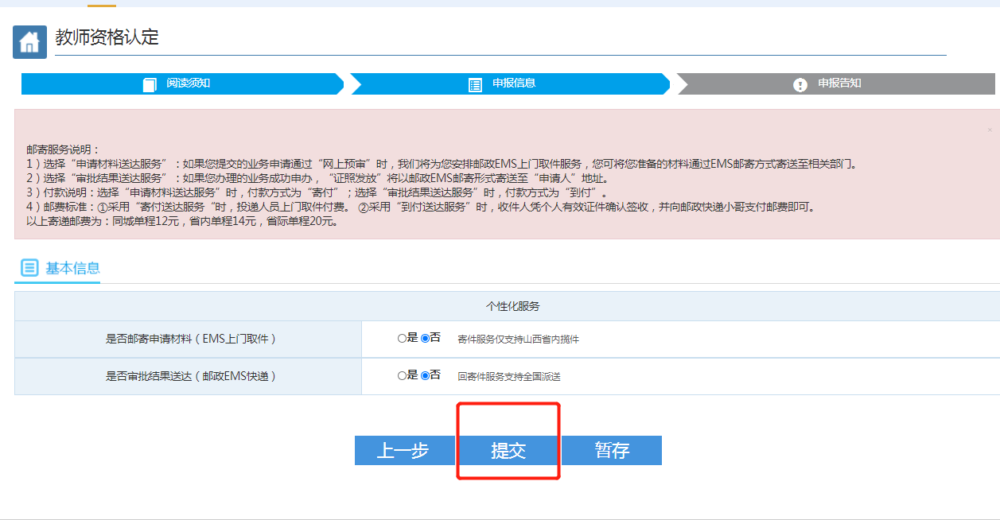 教师资格认定
阅读须知
申报信息
申报告知
×
邮寄服务说明：
1）选择“申请材料送达服务”：如果您提交的业务申请通过“网上预审”时，我们将为您安排邮政EMS上门取件服务，您可将您准备的材料通过EMS邮寄方式寄送至相关部门。
2）选择“审批结果送达服务”：如果您办理的业务成功申办，“证照发放”将以邮政EMS邮寄形式寄送至“申请人”地址。
3）付款说明：选择“申请材料送达服务”时，付款方式为“寄付”；选择“审批结果送达服务”时，付款方式为“到付”。
4）邮费标准：①采用“寄付送达服务“时，投递人员上门取件付费。 ②采用“到付送达服务”时，收件人凭个人有效证件确认签收，并向邮政快递小哥支付邮费即可。
以上寄递邮费为：同城单程12元，省内单程14元，省际单程20元。
基本信息
个性化服务
是否邮寄申请材料（EMS上门取件） 是 否 寄件服务仅支持山西省内揽件
是否审批结果送达（邮政EMS快递） 是 否 回寄件服务支持全国派送
上一步 提交 暂存